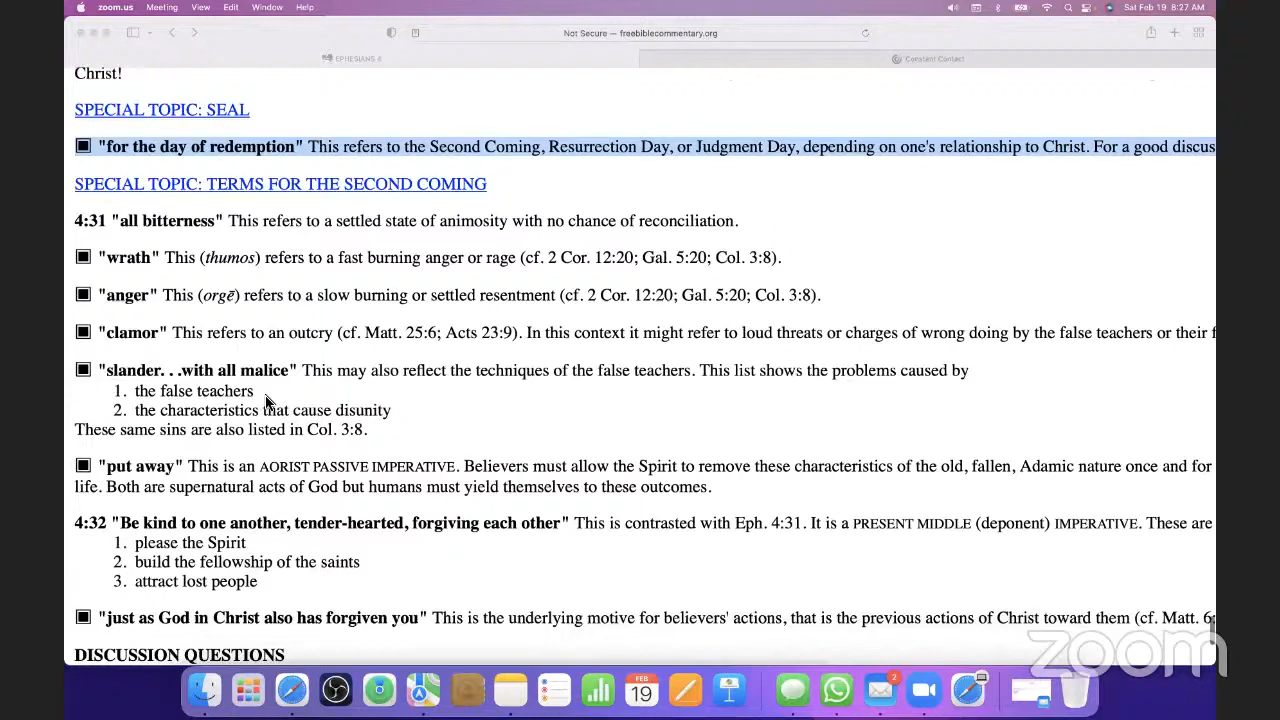 zoom.us Meeting View Edit Window Help Sat Feb 19 8:27 AM
Not Secure — freebiblecommentary.org
EPHESIANS 4 Constant Contact
Christ!
SPECIAL TOPIC: SEAL
"for the day of redemption" This refers to the Second Coming, Resurrection Day, or Judgment Day, depending on one's relationship to Christ. For a good discus
SPECIAL TOPIC: TERMS FOR THE SECOND COMING
4:31 "all bitterness" This refers to a settled state of animosity with no chance of reconciliation.
"wrath" This (thumos) refers to a fast burning anger or rage (cf. 2 Cor. 12:20; Gal. 5:20; Col. 3:8).
"anger" This (orgē) refers to a slow burning or settled resentment (cf. 2 Cor. 12:20; Gal. 5:20; Col. 3:8).
"clamor" This refers to an outcry (cf. Matt. 25:6; Acts 23:9). In this context it might refer to loud threats or charges of wrong doing by the false teachers or their f
"slander. . .with all malice" This may also reflect the techniques of the false teachers. This list shows the problems caused by
1. the false teachers
2. the characteristics that cause disunity
These same sins are also listed in Col. 3:8.
"put away" This is an AORIST PASSIVE IMPERATIVE. Believers must allow the Spirit to remove these characteristics of the old, fallen, Adamic nature once and for
life. Both are supernatural acts of God but humans must yield themselves to these outcomes.
4:32 "Be kind to one another, tender-hearted, forgiving each other" This is contrasted with Eph. 4:31. It is a PRESENT MIDDLE (deponent) IMPERATIVE. These are
1. please the Spirit
2. build the fellowship of the saints
3. attract lost people
"just as God in Christ also has forgiven you" This is the underlying motive for believers' actions, that is the previous actions of Christ toward them (cf. Matt. 6:
DISCUSSION QUESTIONS
zoom
FEB
19
2